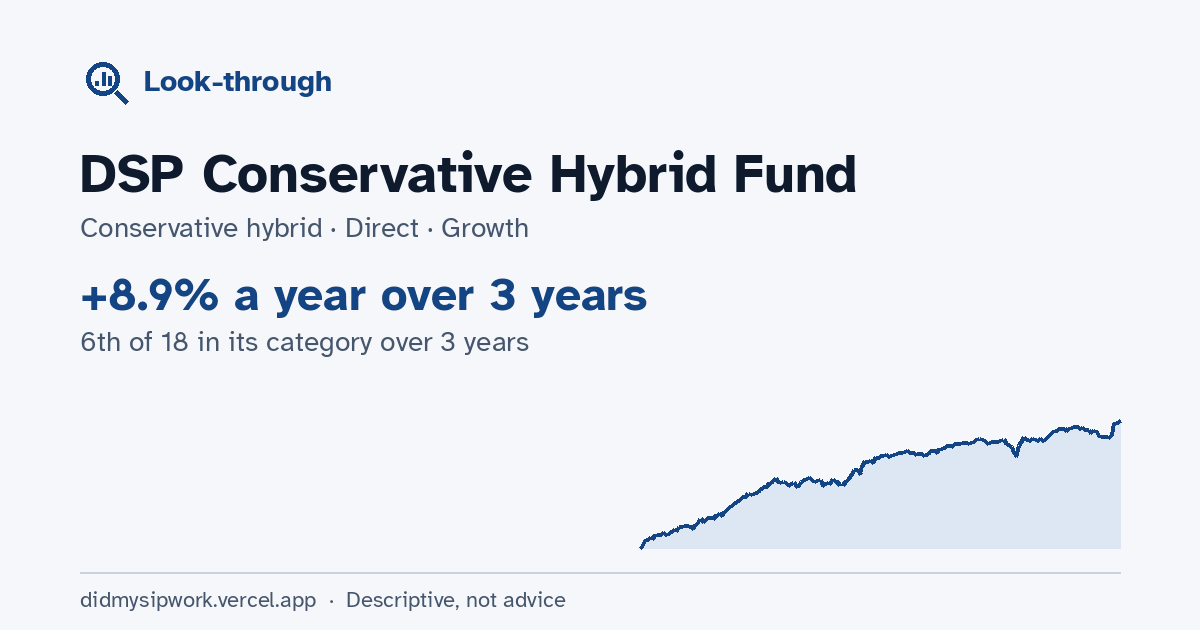 Look-through
DSP Conservative Hybrid Fund
Conservative hybrid · Direct · Growth
+8.9% a year over 3 years
6th of 18 in its category over 3 years
didmysipwork.vercel.app · Descriptive, not advice